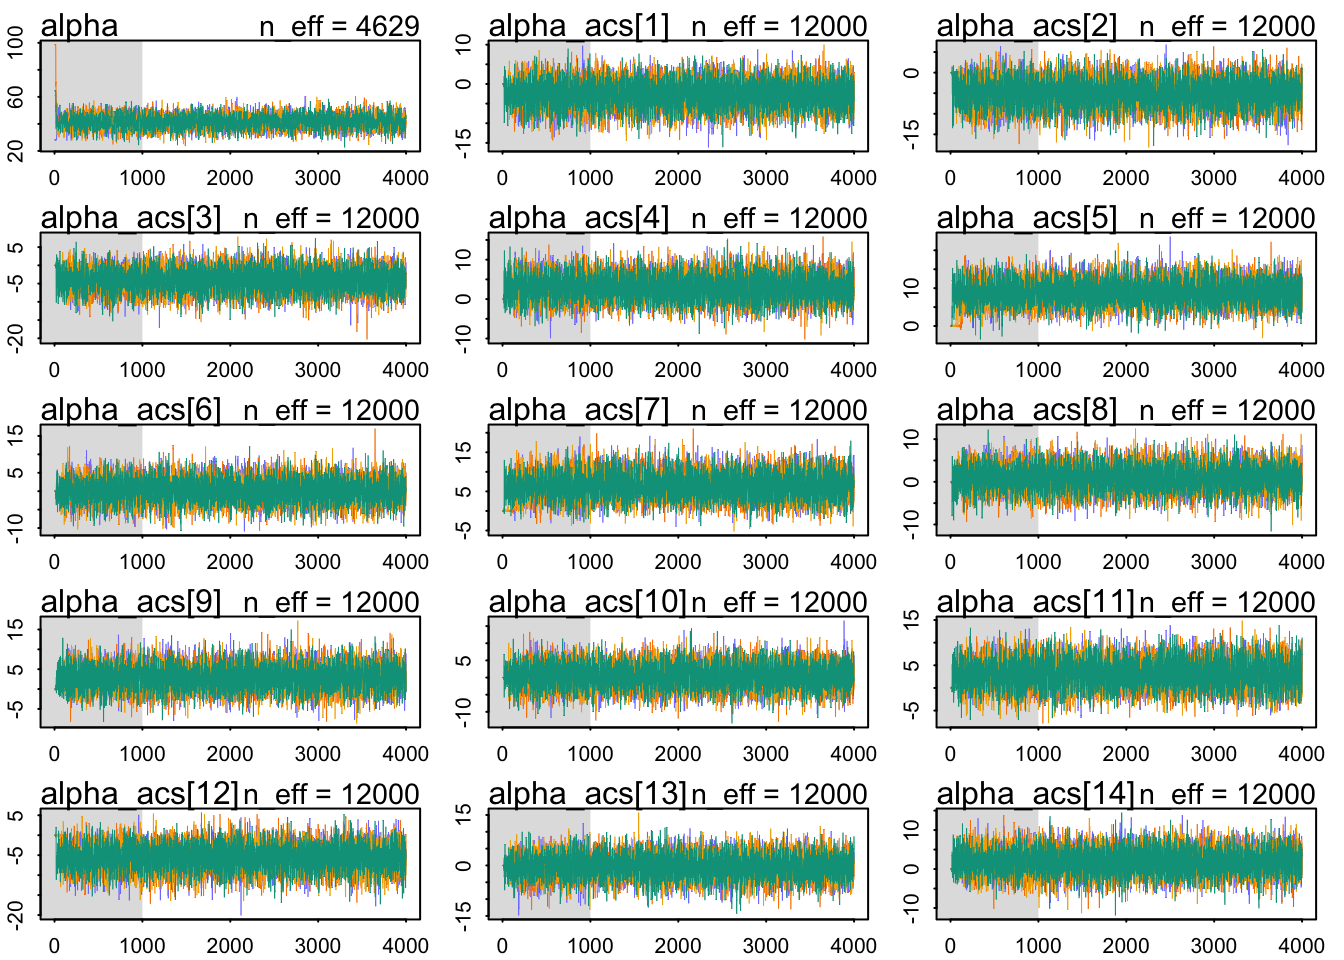 alpha n_eff = 4629 alpha_acs[1] n_eff = 12000 alpha_acs[2] n_eff = 12000
100 60 20 10 0 -15 0 -15
0 1000 2000 3000 4000 0 1000 2000 3000 4000 0 1000 2000 3000 4000
alpha_acs[3] n_eff = 12000 alpha_acs[4] n_eff = 12000 alpha_acs[5] n_eff = 12000
5 -5 -20 10 0 -10 10 0
0 1000 2000 3000 4000 0 1000 2000 3000 4000 0 1000 2000 3000 4000
alpha_acs[6] n_eff = 12000 alpha_acs[7] n_eff = 12000 alpha_acs[8] n_eff = 12000
15 5 -10 15 5 -5 10 0 -10
0 1000 2000 3000 4000 0 1000 2000 3000 4000 0 1000 2000 3000 4000
alpha_acs[9] n_eff = 12000 alpha_acs[10] n_eff = 12000 alpha_acs[11] n_eff = 12000
15 5 -5 5 -10 15 5 -5
0 1000 2000 3000 4000 0 1000 2000 3000 4000 0 1000 2000 3000 4000
alpha_acs[12] n_eff = 12000 alpha_acs[13] n_eff = 12000 alpha_acs[14] n_eff = 12000
5 -5 -20 15 0 -15 10 0 -10
0 1000 2000 3000 4000 0 1000 2000 3000 4000 0 1000 2000 3000 4000